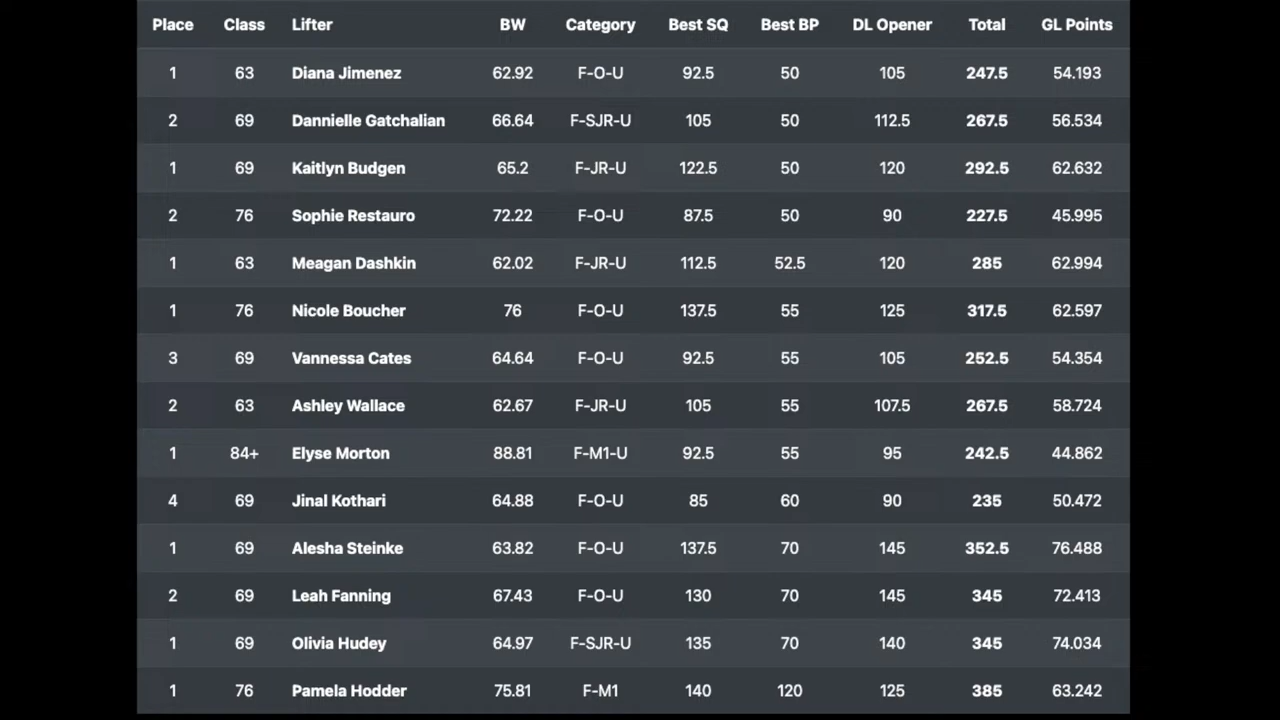 Place Class Lifter BW Category Best SQ Best BP DL Opener Total GL Points
1 63 Diana Jimenez 62.92 F-O-U 92.5 50 105 247.5 54.193
2 69 Dannielle Gatchalian 66.64 F-SJR-U 105 50 112.5 267.5 56.534
1 69 Kaitlyn Budgen 65.2 F-JR-U 122.5 50 120 292.5 62.632
2 76 Sophie Restauro 72.22 F-O-U 87.5 50 90 227.5 45.995
1 63 Meagan Dashkin 62.02 F-JR-U 112.5 52.5 120 285 62.994
1 76 Nicole Boucher 76 F-O-U 137.5 55 125 317.5 62.597
3 69 Vannessa Cates 64.64 F-O-U 92.5 55 105 252.5 54.354
2 63 Ashley Wallace 62.67 F-JR-U 105 55 107.5 267.5 58.724
1 84+ Elyse Morton 88.81 F-M1-U 92.5 55 95 242.5 44.862
4 69 Jinal Kothari 64.88 F-O-U 85 60 90 235 50.472
1 69 Alesha Steinke 63.82 F-O-U 137.5 70 145 352.5 76.488
2 69 Leah Fanning 67.43 F-O-U 130 70 145 345 72.413
1 69 Olivia Hudey 64.97 F-SJR-U 135 70 140 345 74.034
1 76 Pamela Hodder 75.81 F-M1 140 120 125 385 63.242